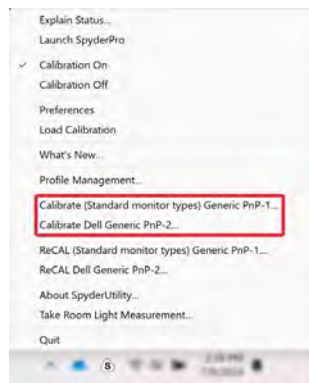 Explain Status...
Launch SpyderPro
✓ Calibration On
Calibration Off
Preferences
Load Calibration
What's New...
Profile Management...
Calibrate (Standard monitor types) Generic PnP-1...
Calibrate Dell Generic PnP-2...
ReCAL (Standard monitor types) Generic PnP-1...
ReCAL Dell Generic PnP-2...
About SpyderUtility...
Take Room Light Measurement...
Quit
S